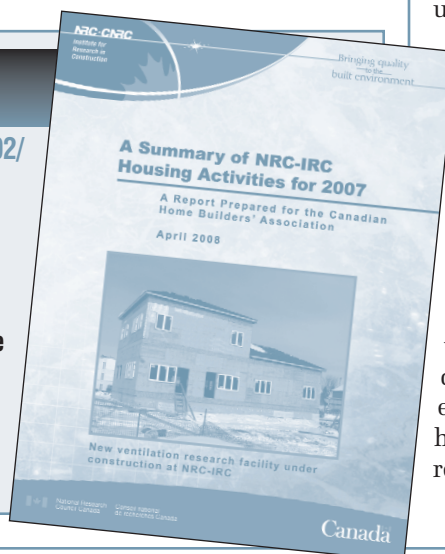 NRC·CNRC
Institute for
Research in
Construction
Bringing quality
to the
built environment
A Summary of NRC-IRC
Housing Activities for 2007
A Report Prepared for the Canadian
Home Builders' Association
April 2008
New ventilation research facility under
construction at NRC-IRC
National Research
Council Canada
Conseil national
de recherches Canada
Canada
02/